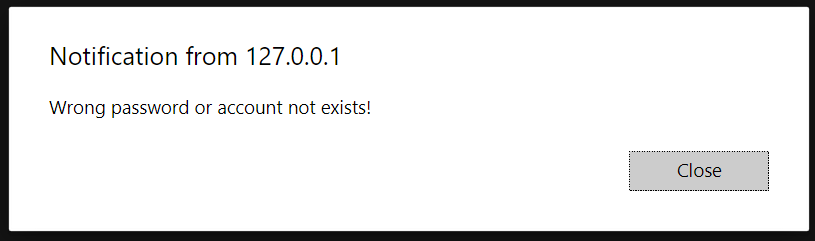 Notification from 127.0.0.1
Wrong password or account not exists!
Close